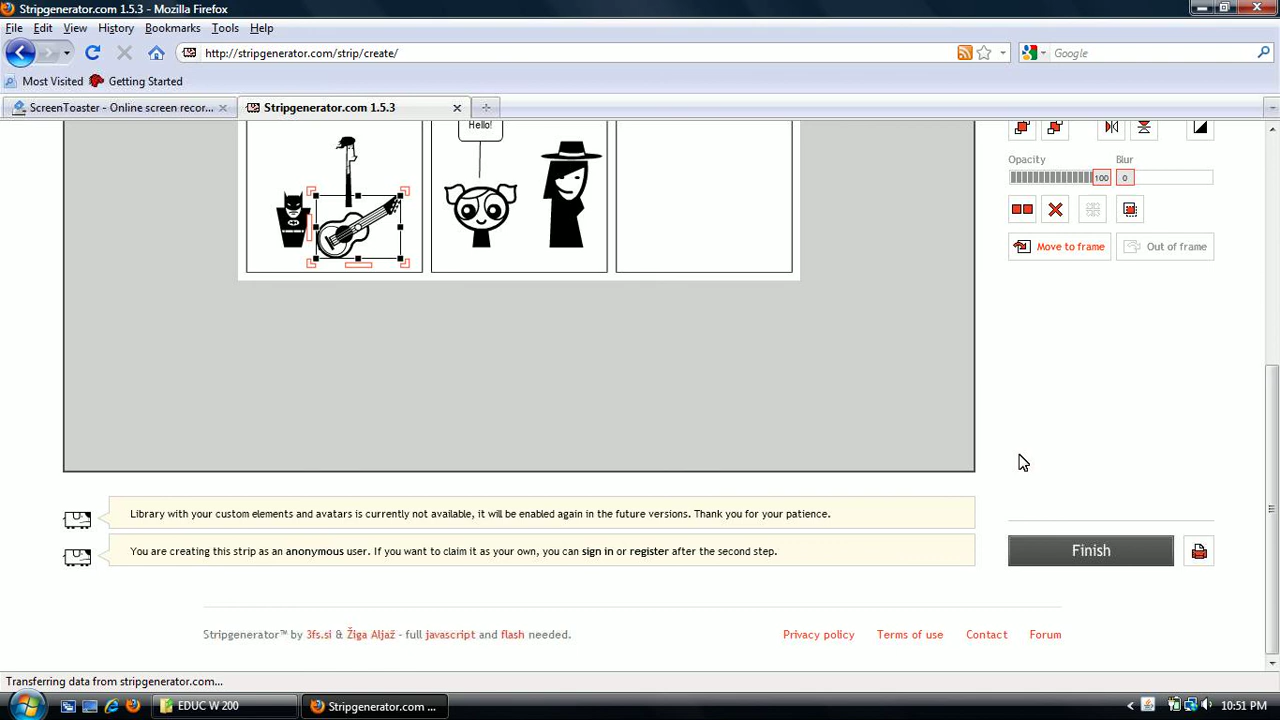 Stripgenerator.com 1.5.3 - Mozilla Firefox
File Edit View History Bookmarks Tools Help
http://stripgenerator.com/strip/create/
Google
Most Visited Getting Started
ScreenToaster - Online screen recor...
Stripgenerator.com 1.5.3
Hello!
Opacity
Blur
100
0
Move to frame
Out of frame
Library with your custom elements and avatars is currently not available, it will be enabled again in the future versions. Thank you for your patience.
You are creating this strip as an anonymous user. If you want to claim it as your own, you can sign in or register after the second step.
Finish
Stripgenerator™ by 3fs.si & Žiga Aljaž - full javascript and flash needed.
Privacy policy Terms of use Contact Forum
Transferring data from stripgenerator.com...
EDUC W 200
Stripgenerator.com ...
10:51 PM